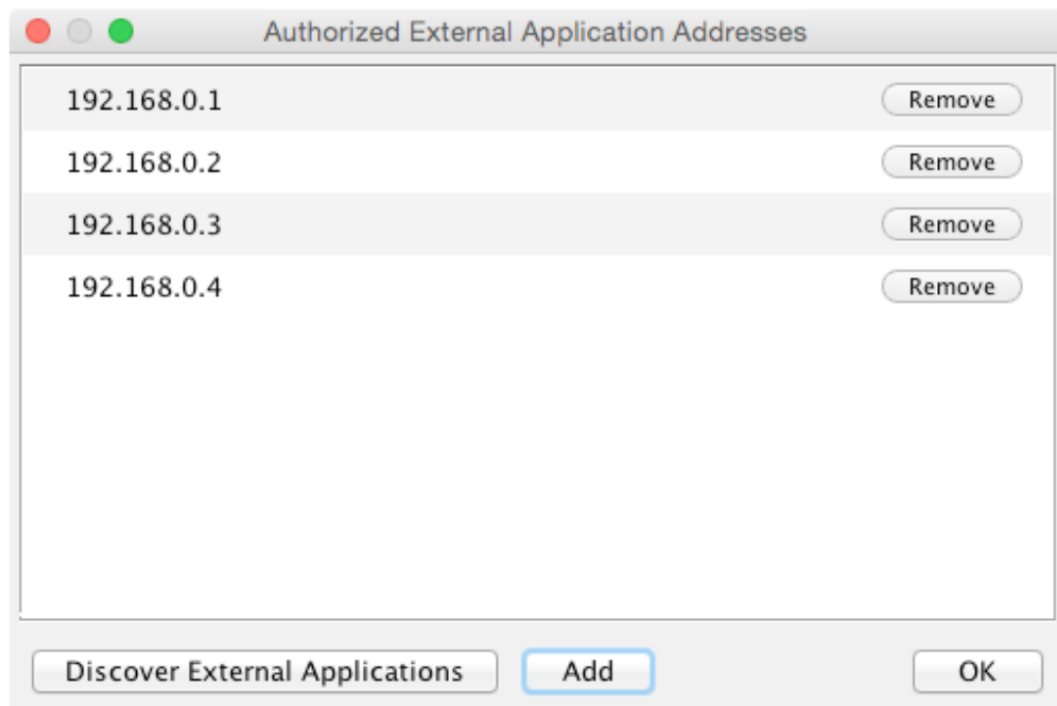 Authorized External Application Addresses
192.168.0.1 Remove
192.168.0.2 Remove
192.168.0.3 Remove
192.168.0.4 Remove
Discover External Applications Add OK